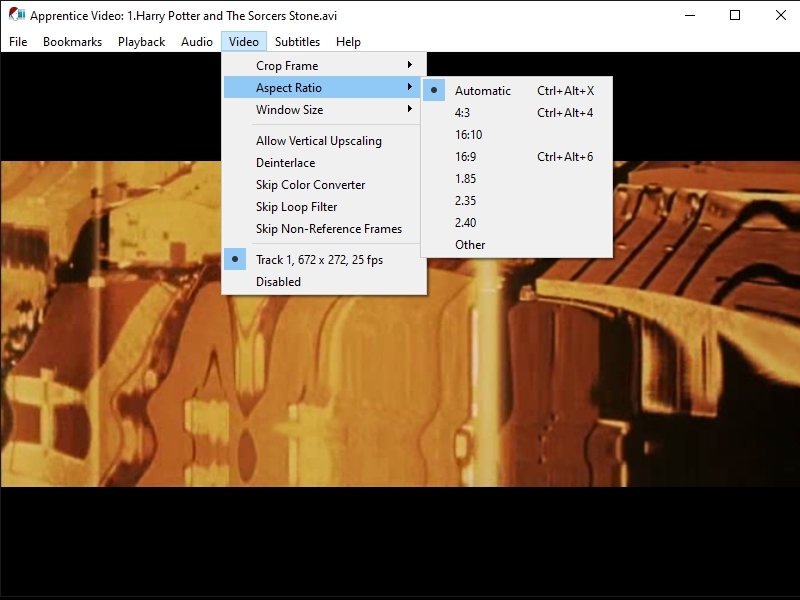 Apprentice Video: 1.Harry Potter and The Sorcers Stone.avi
File Bookmarks Playback Audio Video Subtitles Help
Crop Frame
Aspect Ratio
Window Size
Allow Vertical Upscaling
Deinterlace
Skip Color Converter
Skip Loop Filter
Skip Non-Reference Frames
Track 1, 672 x 272, 25 fps
Disabled
Automatic Ctrl+Alt+X
4:3 Ctrl+Alt+4
16:10
16:9 Ctrl+Alt+6
1.85
2.35
2.40
Other